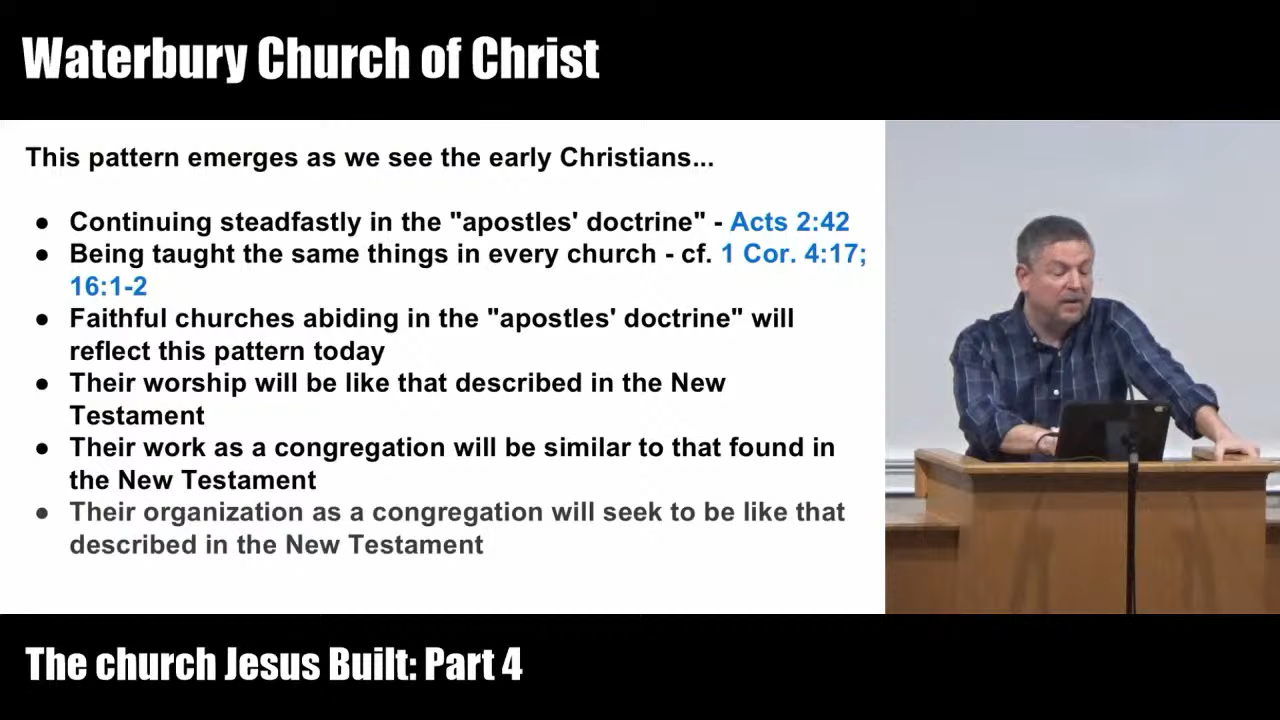 Waterbury Church of Christ
This pattern emerges as we see the early Christians...
● Continuing steadfastly in the "apostles' doctrine" - Acts 2:42
● Being taught the same things in every church - cf. 1 Cor. 4:17;
16:1-2
● Faithful churches abiding in the "apostles' doctrine" will
reflect this pattern today
● Their worship will be like that described in the New
Testament
● Their work as a congregation will be similar to that found in
the New Testament
● Their organization as a congregation will seek to be like that
described in the New Testament
The church Jesus Built: Part 4